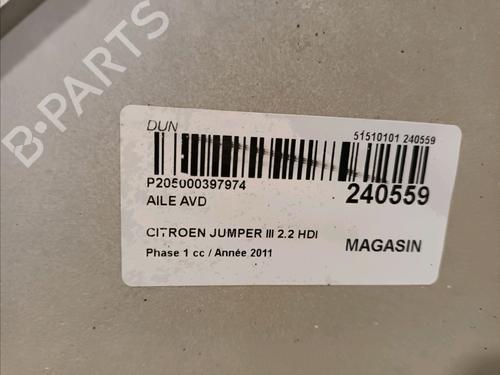 B-PARTS
DUN
51510101 240559
P205000397974
240559
AILE AVD
CITROEN JUMPER III 2.2 HDI
MAGASIN
Phase 1 cc / Année 2011